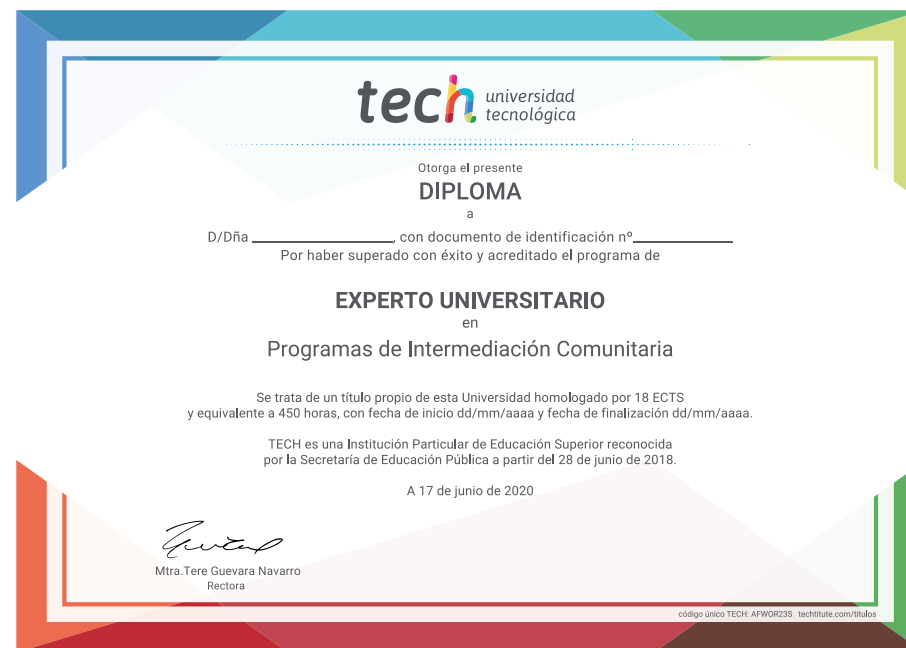 tech universidad
tecnológica
Otorga el presente
DIPLOMA
a
D/Dña ____________________, con documento de identificación nº______________
Por haber superado con éxito y acreditado el programa de
EXPERTO UNIVERSITARIO
en
Programas de Intermediación Comunitaria
Se trata de un título propio de esta Universidad homologado por 18 ECTS
y equivalente a 450 horas, con fecha de inicio dd/mm/aaaa y fecha de finalización dd/mm/aaaa.
TECH es una Institución Particular de Educación Superior reconocida
por la Secretaría de Educación Pública a partir del 28 de junio de 2018.
A 17 de junio de 2020
Mtra.Tere Guevara Navarro
Rectora
código único TECH: AFWOR23S techtitute.com/titulos